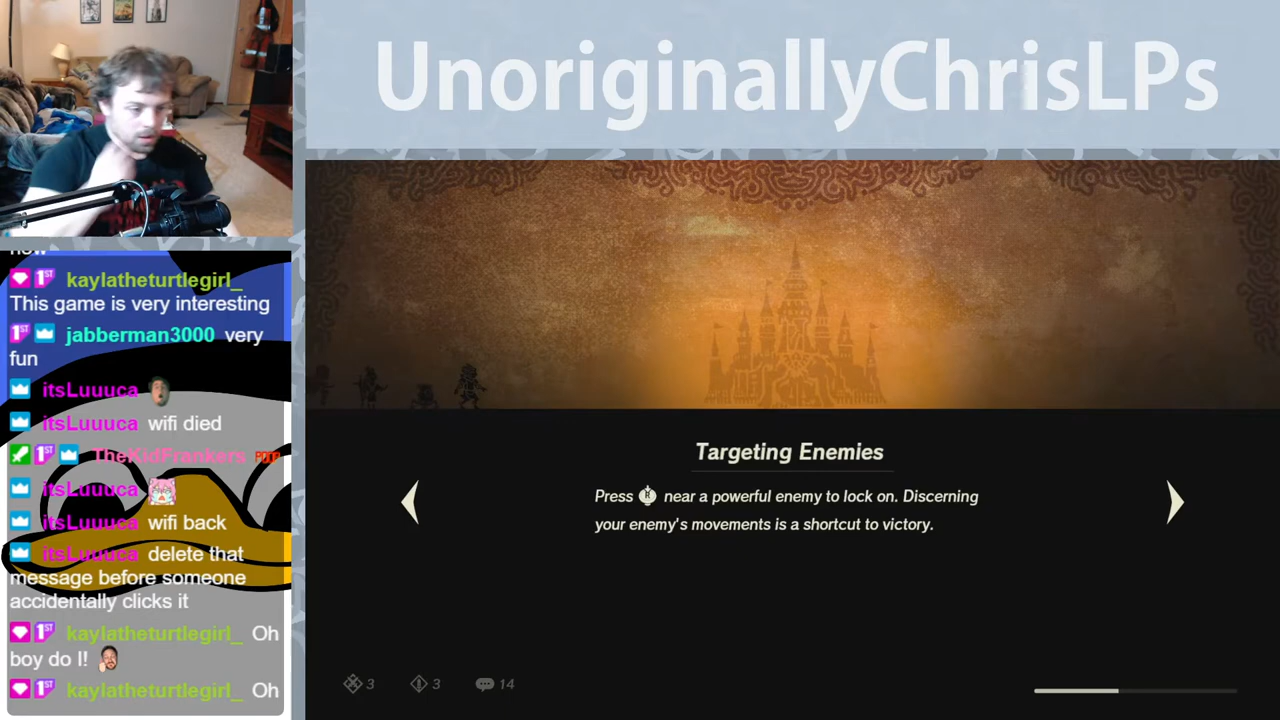 UnoriginallyChrisLPs
kaylatheturtlegirl_
This game is very interesting
jabberman3000 very
fun
itsLuuuca
itsLuuuca wifi died
TheKidFrankers POOP
itsLuuuca
itsLuuuca wifi back
itsLuuuca delete that
message before someone
accidentally clicks it
kaylatheturtlegirl_ Oh
boy do I!
kaylatheturtlegirl_ Oh
Targeting Enemies
Press R near a powerful enemy to lock on. Discerning
your enemy's movements is a shortcut to victory.
3 3 14